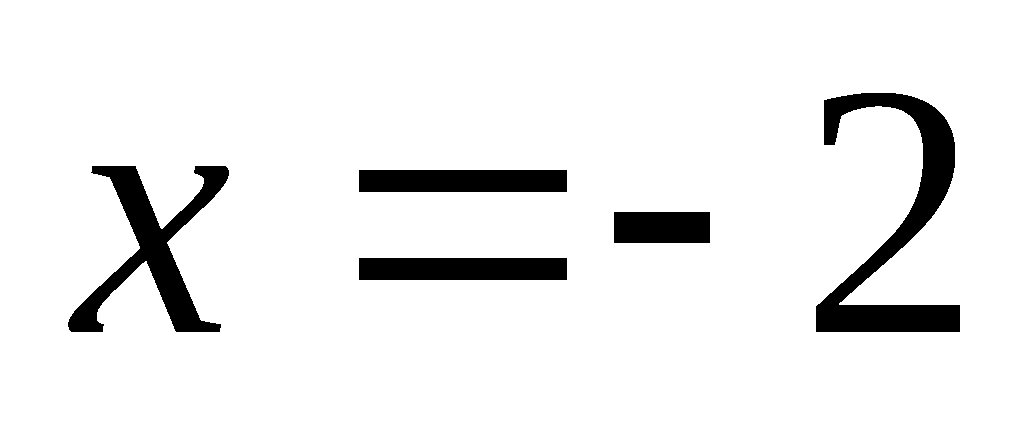 x = - 2